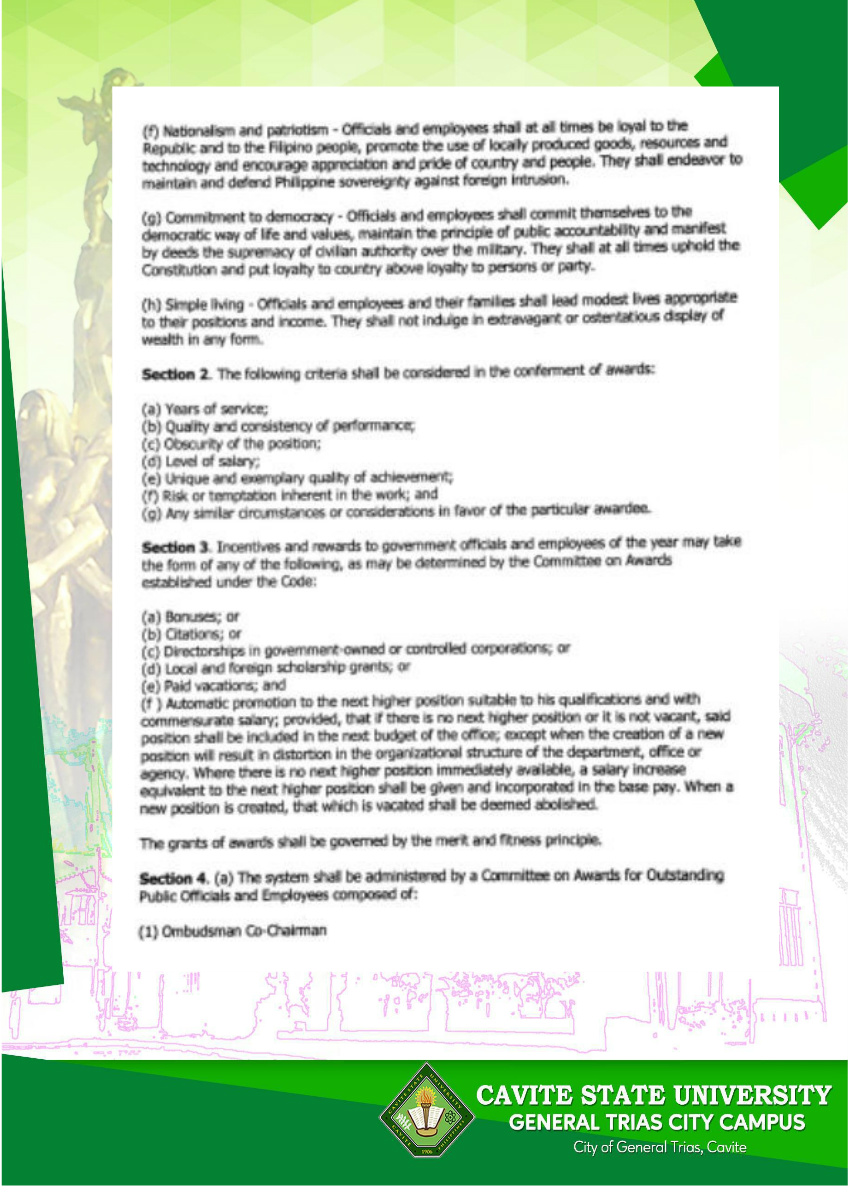 (f) Nationalism and patriotism - Officials and employees shall at all times be loyal to the
Republic and to the Filipino people, promote the use of locally produced goods, resources and
technology and encourage appreciation and pride of country and people. They shall endeavor to
maintain and defend Philippine sovereignty against foreign intrusion.
(g) Commitment to democracy - Officials and employees shall commit themselves to the
democratic way of life and values, maintain the principle of public accountability and manifest
by deeds the supremacy of civilian authority over the military. They shall at all times uphold the
Constitution and put loyalty to country above loyalty to persons or party.
(h) Simple living - Officials and employees and their families shall lead modest lives appropriate
to their positions and income. They shall not indulge in extravagant or ostentatious display of
wealth in any form.
Section 2. The following criteria shall be considered in the conferment of awards:
(a) Years of service;
(b) Quality and consistency of performance;
(c) Obscurity of the position;
(d) Level of salary;
(e) Unique and exemplary quality of achievement;
(f) Risk or temptation inherent in the work; and
(g) Any similar circumstances or considerations in favor of the particular awardee.
Section 3. Incentives and rewards to government officials and employees of the year may take
the form of any of the following, as may be determined by the Committee on Awards
established under the Code:
(a) Bonuses; or
(b) Citations; or
(c) Directorships in government-owned or controlled corporations; or
(d) Local and foreign scholarship grants; or
(e) Paid vacations; and
(f ) Automatic promotion to the next higher position suitable to his qualifications and with
commensurate salary; provided, that if there is no next higher position or it is not vacant, said
position shall be included in the next budget of the office; except when the creation of a new
position will result in distortion in the organizational structure of the department, office or
agency. Where there is no next higher position immediately available, a salary increase
equivalent to the next higher position shall be given and incorporated in the base pay. When a
new position is created, that which is vacated shall be deemed abolished.
The grants of awards shall be governed by the merit and fitness principle.
Section 4. (a) The system shall be administered by a Committee on Awards for Outstanding
Public Officials and Employees composed of:
(1) Ombudsman Co-Chairman
CAVITE STATE UNIVERSITY
GENERAL TRIAS CITY CAMPUS
City of General Trias, Cavite
CAVITE STATE UNIVERSITY
CAVITE
1906